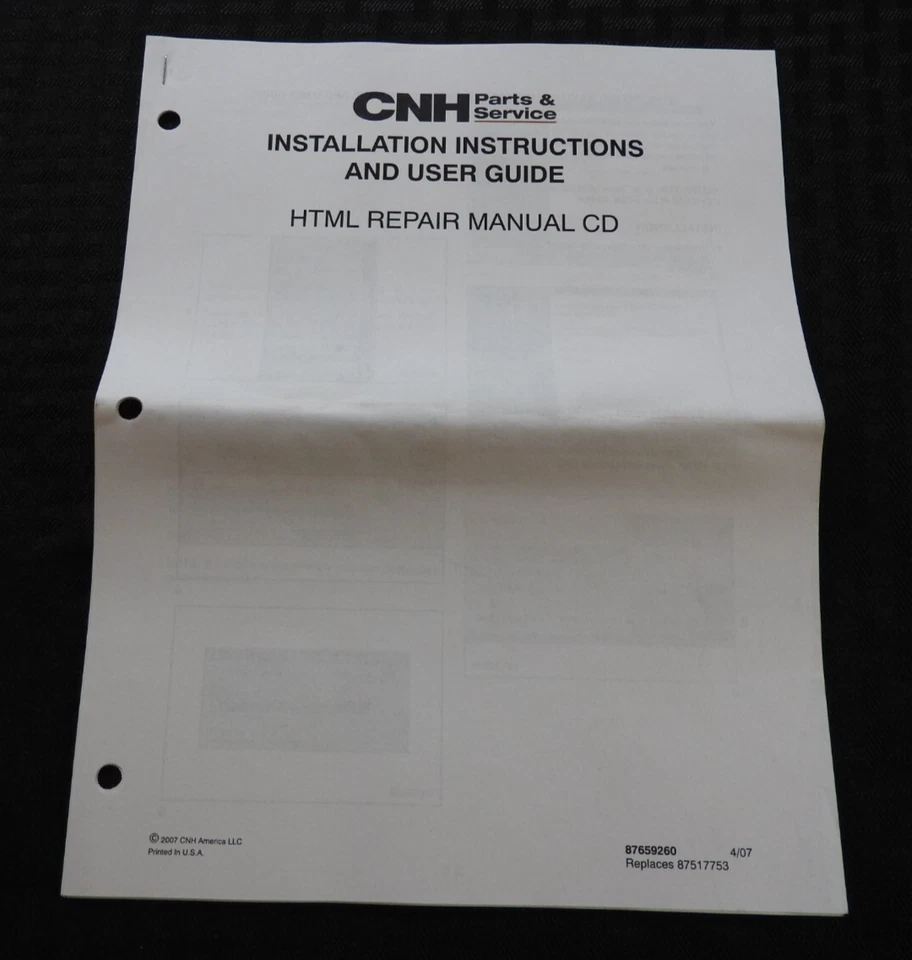 CNH Parts &
Service
INSTALLATION INSTRUCTIONS
AND USER GUIDE
HTML REPAIR MANUAL CD
© 2007 CNH America LLC
Printed In U.S.A.
87659260 4/07
Replaces 87517753